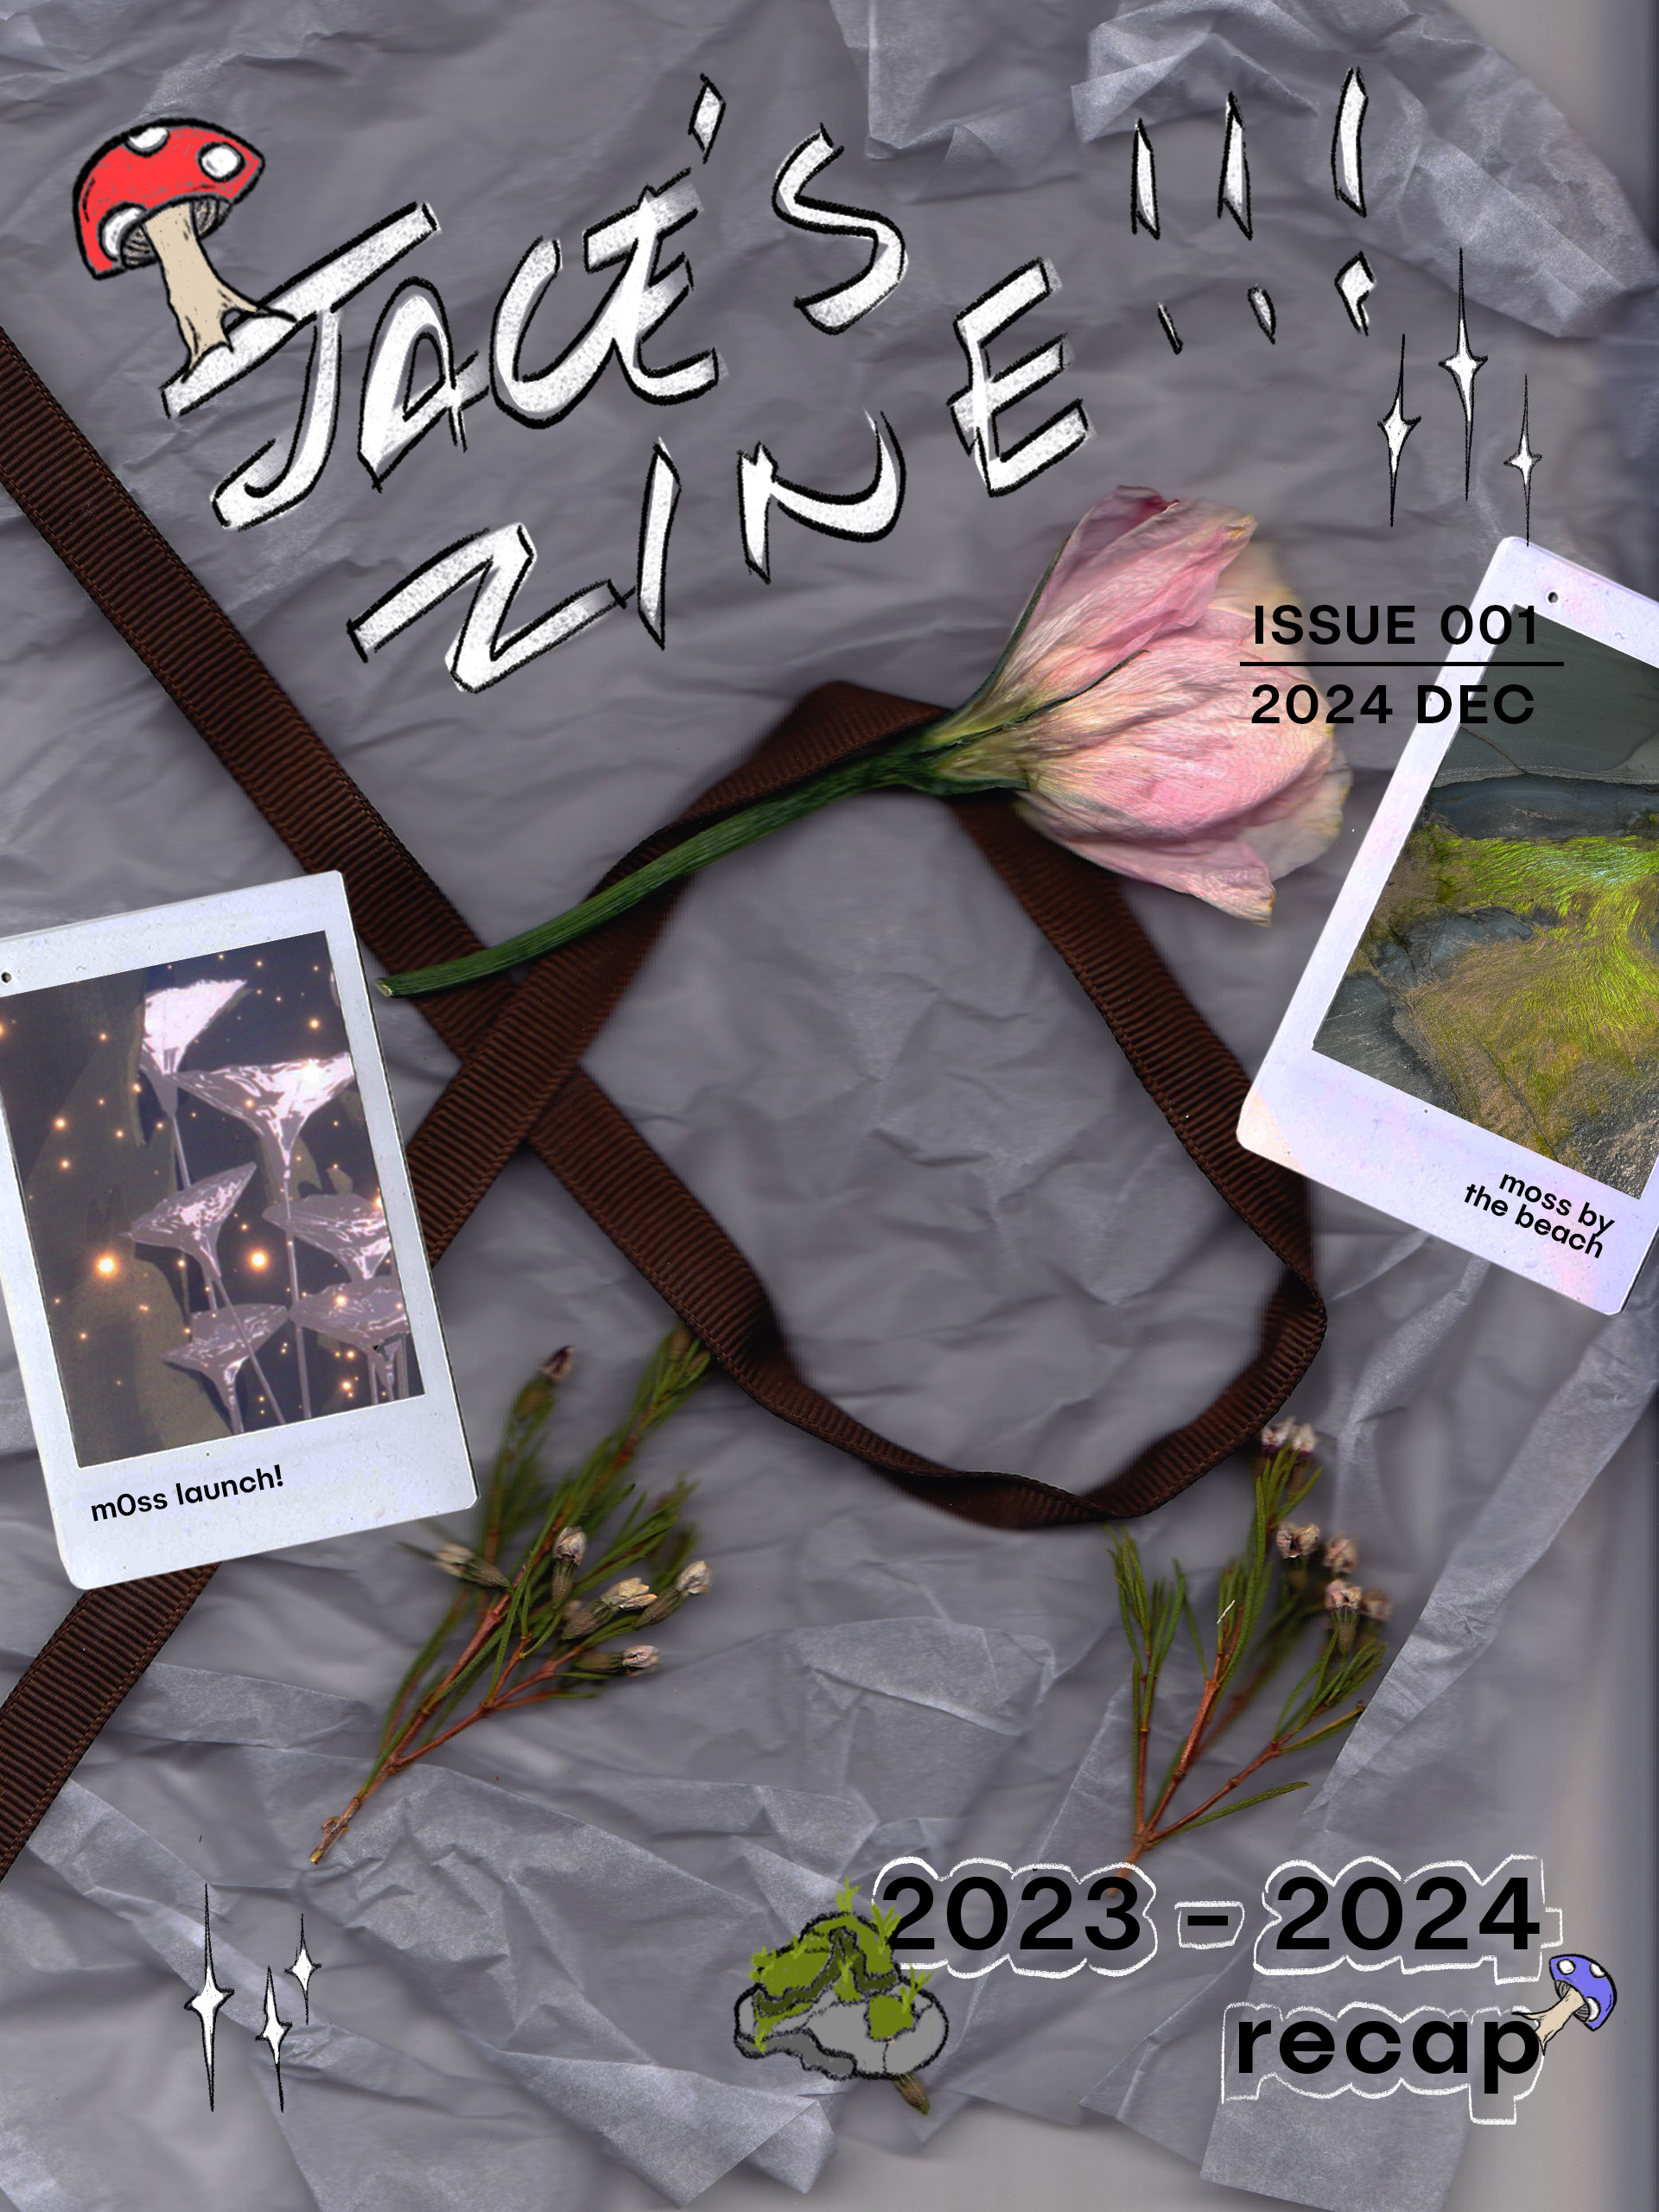 JACE'S
ZINE!!!
ISSUE 001
2024 DEC
moss by
the beach
m0ss launch!
2023 – 2024
recap